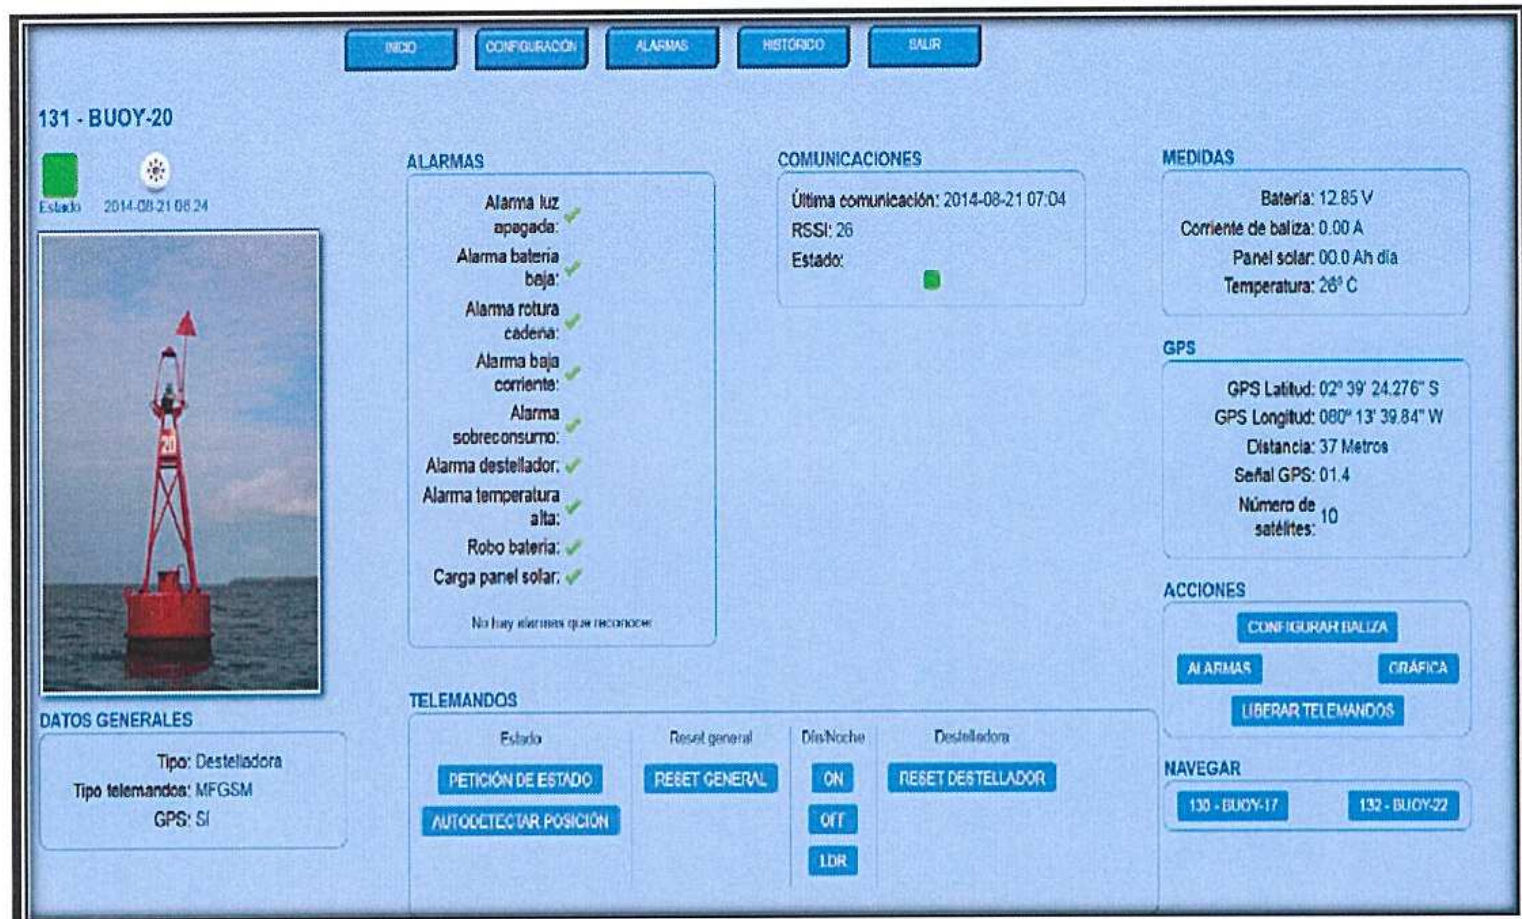 INICIO
CONFIGURACIÓN
ALARMAS
HISTÓRICO
SALIR
131 - BUOY-20
Estado
2014-08-21 06:24
20
DATOS GENERALES
Tipo: Destelladora
Tipo telemandos: MFGSM
GPS: SÍ
ALARMAS
Alarma luz
apagada:
Alarma batería
baja:
Alarma rotura
cadena:
Alarma baja
corriente:
Alarma
sobreconsumo:
Alarma destellador:
Alarma temperatura
alta:
Robo batería:
Carga panel solar:
No hay alarmas que reconocer
COMUNICACIONES
Última comunicación: 2014-08-21 07:04
RSSI: 26
Estado:
TELEMANDOS
Estado
PETICIÓN DE ESTADO
AUTODETECTAR POSICIÓN
Reset general
RESET GENERAL
Día/Noche
ON
OFF
LDR
Destelladora
RESET DESTELLADOR
MEDIDAS
Batería: 12.85 V
Corriente de baliza: 0.00 A
Panel solar: 00.0 Ah día
Temperatura: 26º C
GPS
GPS Latitud: 02º 39' 24.276" S
GPS Longitud: 080º 13' 39.84" W
Distancia: 37 Metros
Señal GPS: 01.4
Número de
satélites: 10
ACCIONES
CONFIGURAR BALIZA
ALARMAS
GRÁFICA
LIBERAR TELEMANDOS
NAVEGAR
130 - BUOY-17
132 - BUOY-22